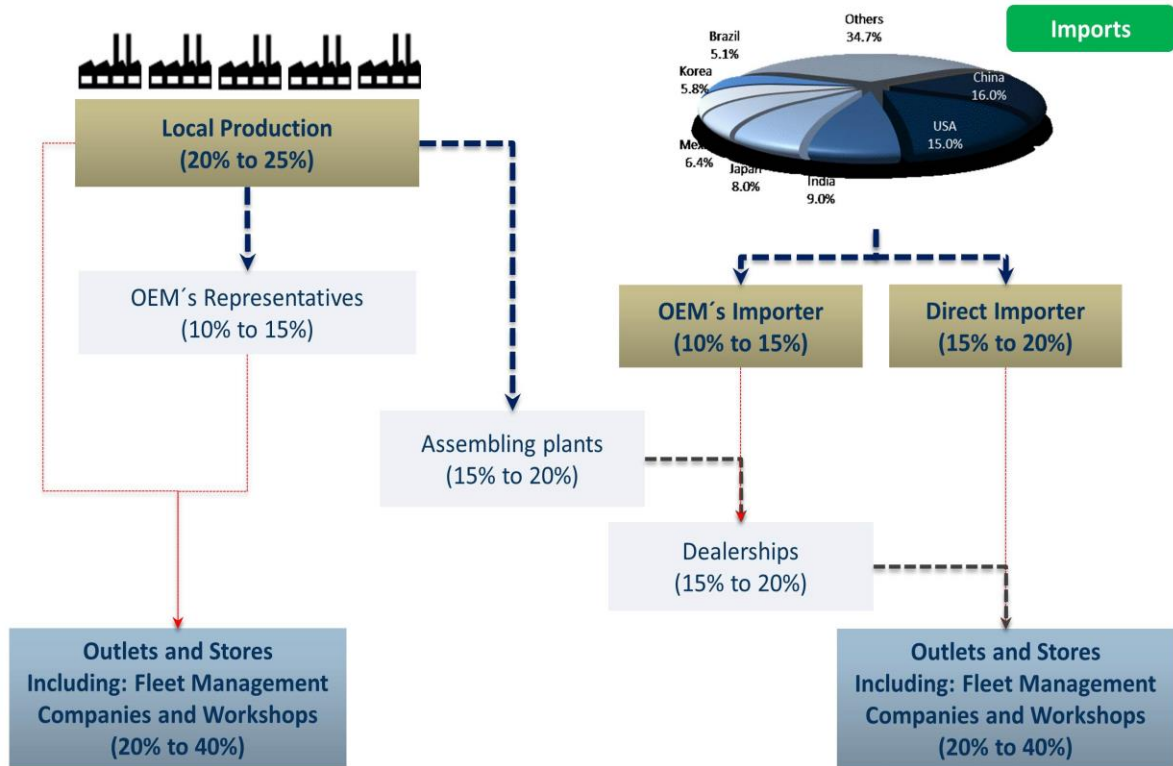 Imports
Others
34.7%
Brazil
5.1%
Korea
5.8%
China
16.0%
USA
15.0%
6.4%
Japan
8.0%
India
9.0%
Local Production
(20% to 25%)
OEM´s Representatives
(10% to 15%)
OEM´s Importer
(10% to 15%)
Direct Importer
(15% to 20%)
Assembling plants
(15% to 20%)
Dealerships
(15% to 20%)
Outlets and Stores
Including: Fleet Management
Companies and Workshops
(20% to 40%)
Outlets and Stores
Including: Fleet Management
Companies and Workshops
(20% to 40%)